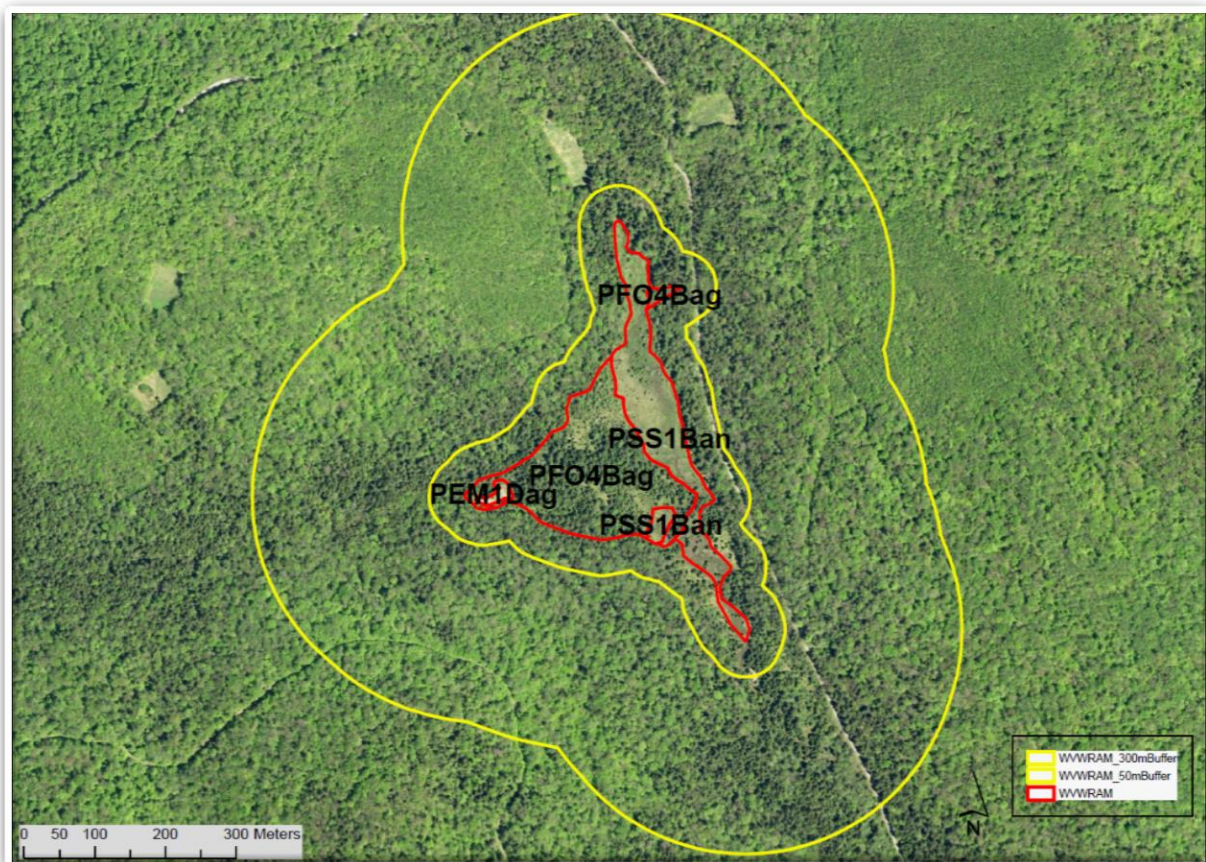 PFO4Bag
PSS1Ban
PFO4Bag
PEM1Dag
PSS1Ban
WVWRAM_300mBuffer
WVWRAM_50mBuffer
WVWRAM
N
0 50 100 200 300 Meters